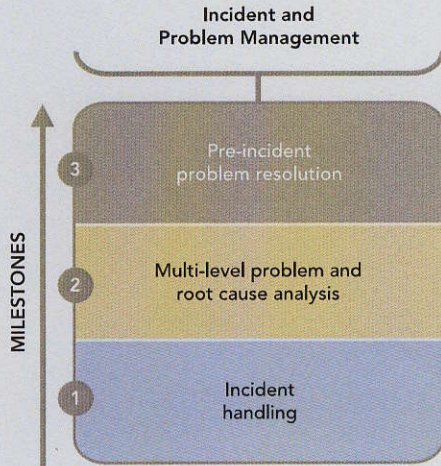 Incident and
Problem Management
MILESTONES
3
Pre-incident
problem resolution
2
Multi-level problem and
root cause analysis
1
Incident
handling